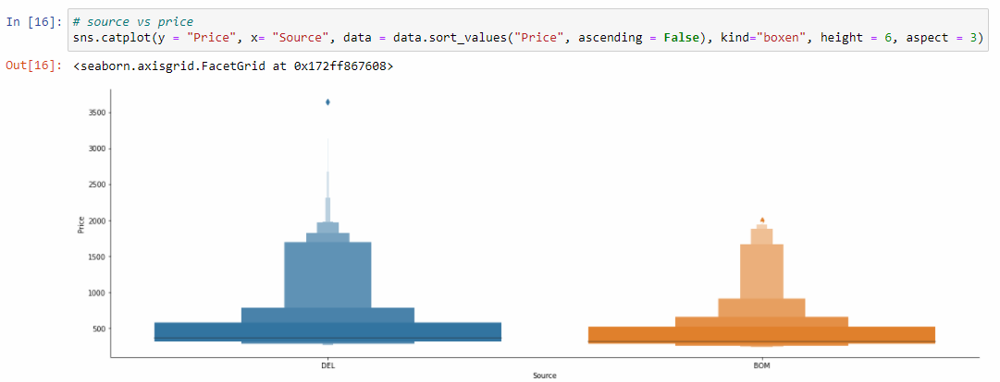 In [16]: # source vs price
sns.catplot(y = "Price", x= "Source", data = data.sort_values("Price", ascending = False), kind="boxen", height = 6, aspect = 3)
Out[16]: <seaborn.axisgrid.FacetGrid at 0x172ff867608>
3500
3000
2500
2000
1500
1000
500
Price
DEL
BOM
Source